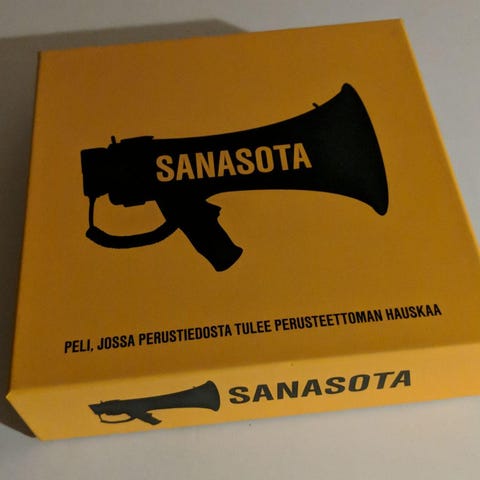 SANASOTA
PELI, JOSSA PERUSTIEDOSTA TULEE PERUSTEETTOMAN HAUSKAA
SANASOTA